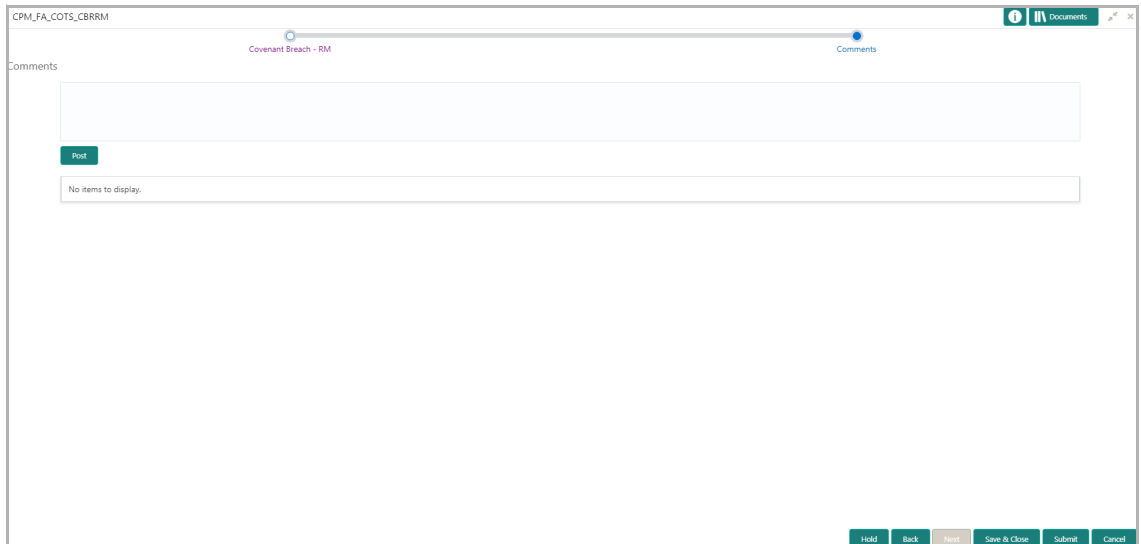 CPM_FA_COTS_CBRRM
Documents
Covenant Breach - RM
Comments
Comments
Post
No items to display.
Hold Back Next Save & Close Submit Cancel